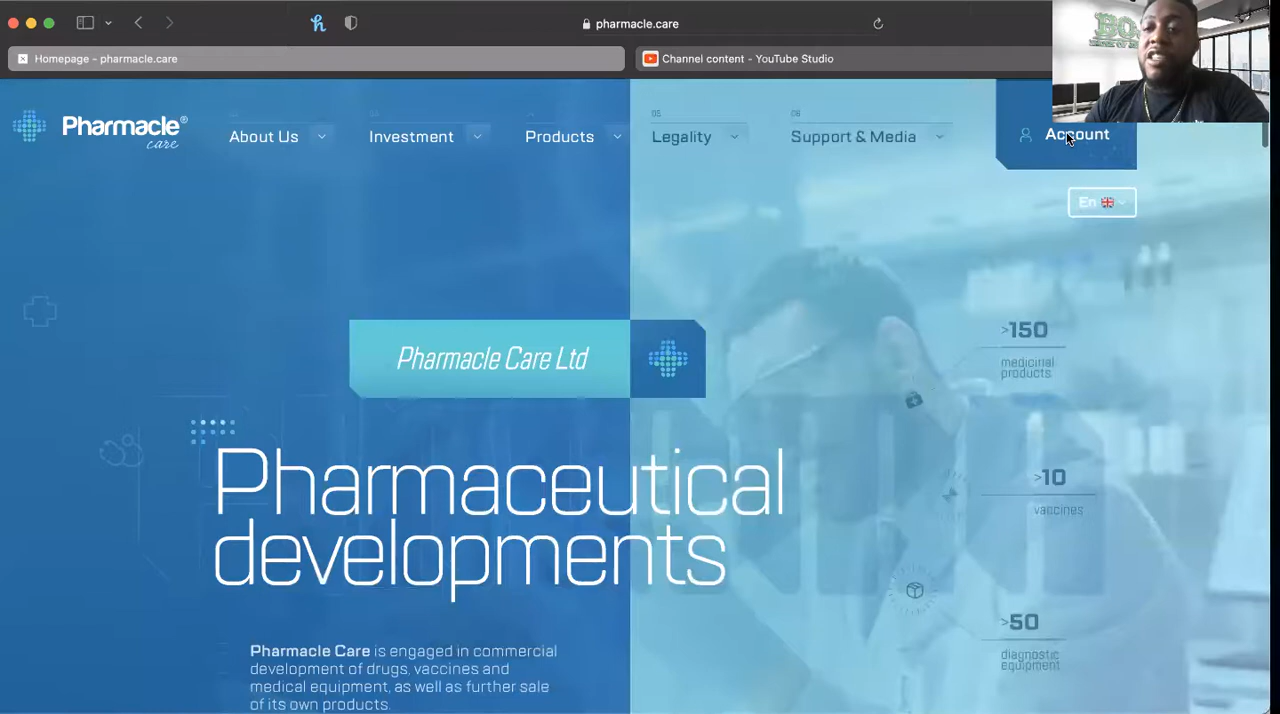 pharmacle.care
Homepage – pharmacle.care
Channel content - YouTube Studio
Pharmacle®
care
About Us
Investment
Products
05
Legality
06
Support & Media
Account
En
>150
medicinal
products
Pharmacle Care Ltd
>10
vaccines
Pharmaceutical
developments
>50
diagnostic
equipment
Pharmacle Care is engaged in commercial
development of drugs, vaccines and
medical equipment, as well as further sale
of its own products.